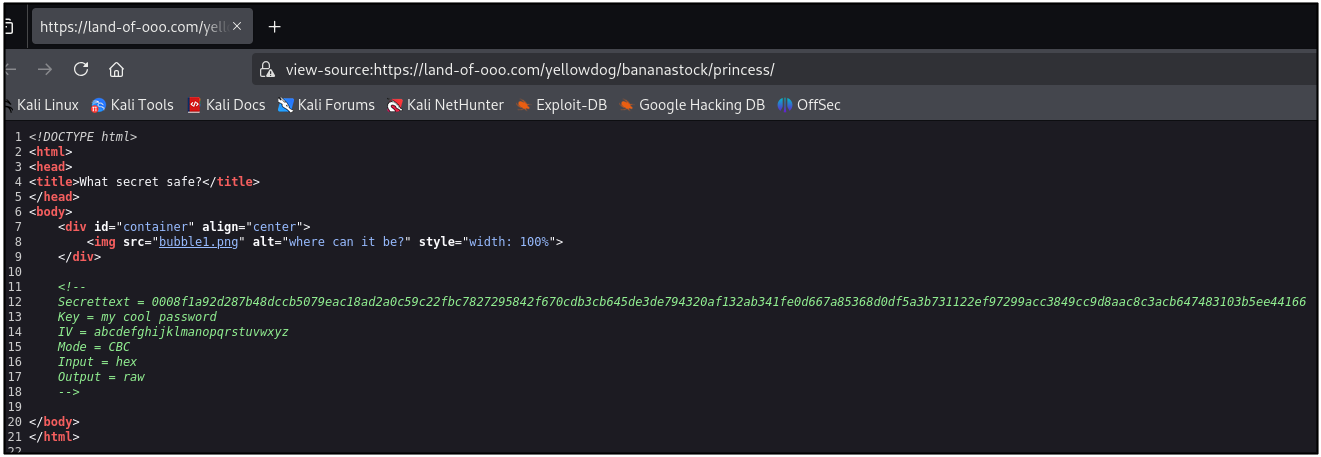 https://land-of-ooo.com/yell
view-source:https://land-of-ooo.com/yellowdog/bananastock/princess/
Kali Linux Kali Tools Kali Docs Kali Forums Kali NetHunter Exploit-DB Google Hacking DB OffSec
1 <!DOCTYPE html>
2 <html>
3 <head>
4 <title>What secret safe?</title>
5 </head>
6 <body>
7 <div id="container" align="center">
8 <img src="bubble1.png" alt="where can it be?" style="width: 100%">
9 </div>
10
11 <!--
12 Secrettext = 0008f1a92d287b48dccb5079eac18ad2a0c59c22fbc7827295842f670cdb3cb645de3de794320af132ab341fe0d667a85368d0df5a3b731122ef97299acc3849cc9d8aac8c3acb647483103b5ee44166
13 Key = my cool password
14 IV = abcdefghijklmanopqrstuvwxyz
15 Mode = CBC
16 Input = hex
17 Output = raw
18 -->
19
20 </body>
21 </html>
22